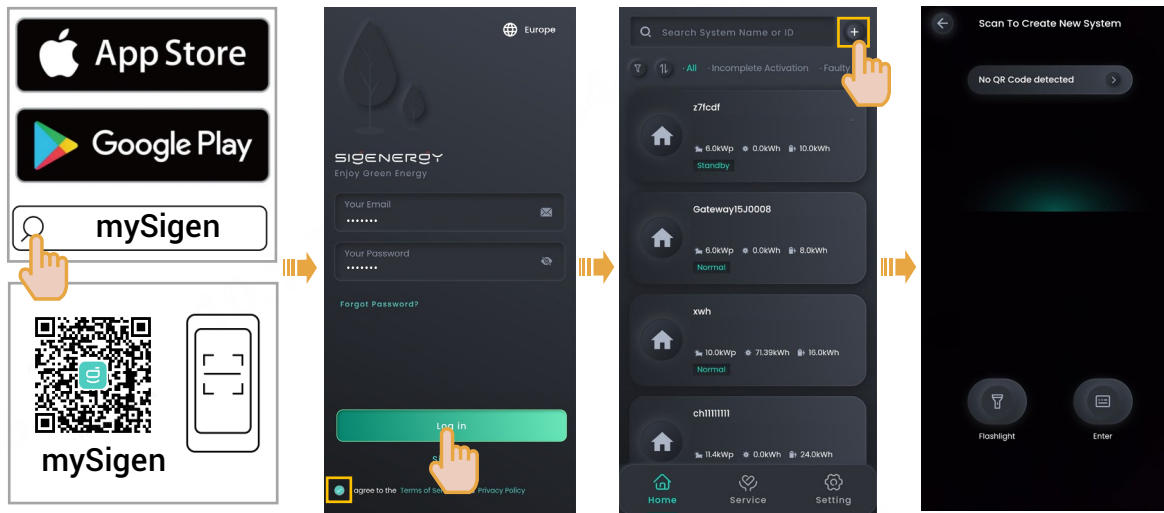 App Store
Google Play
mySigen
mySigen
Europe
SIGENERGY
Enjoy Green Energy
Your Email
•••••••
Your Password
•••••••
Forgot Password?
Log in
agree to the Terms of Privacy Policy
Search System Name or ID
All · Incomplete Activation · Faulty
z7fcdf
6.0kWp 0.0kWh 10.0kWh
Standby
Gateway15J0008
6.0kWp 0.0kWh 8.0kWh
Normal
xwh
10.0kWp 71.39kWh 16.0kWh
Normal
11.4kWp 0.0kWh 24.0kWh
Home Service Setting
Scan To Create New System
No QR Code detected
Flashlight Enter